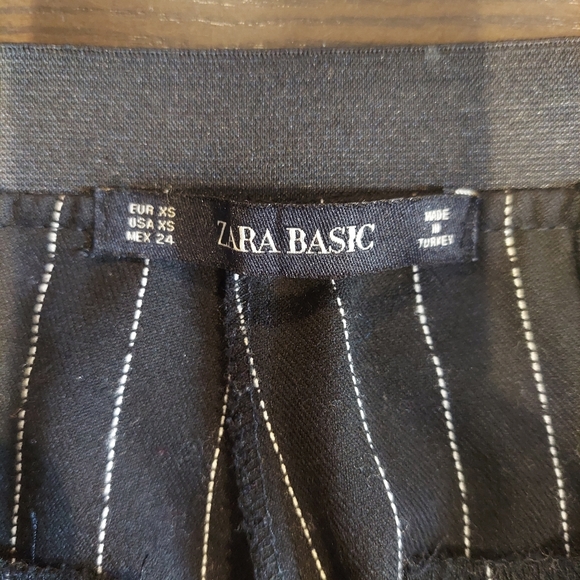 EUR XS
USA XS
MEX 24
ZARA BASIC
MADE
IN
TURKEY